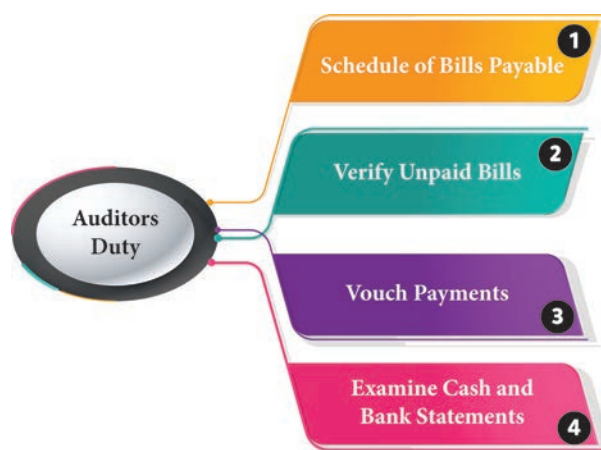 Auditors
Duty
1
Schedule of Bills Payable
2
Verify Unpaid Bills
Vouch Payments
3
Examine Cash and
Bank Statements
4